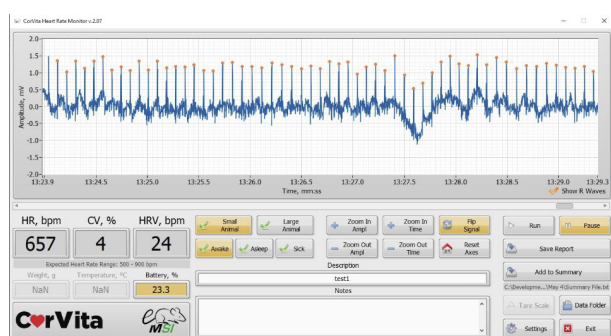 CorVita Heart Rate Monitor v.2.07
2.0
1.5
1.0
0.5
0.0
-0.5
-1.0
-1.5
-2.0
Amplitude, mV
13:23.9 13:24.5 13:25.0 13:25.5 13:26.0 13:26.5 13:27.0 13:27.5 13:28.0 13:28.5 13:29.0 13:29.3
Time, mm:ss
Show R Waves
HR, bpm CV, % HRV, bpm
657 4 24
Expected Heart Rate Range: 500 - 900 bpm
Weight, g Temperature, °C Battery, %
NaN NaN 23.3
CorVita MSI
Small Animal
Large Animal
Zoom In Ampl
Zoom In Time
Flip Signal
Awake
Asleep
Sick
Zoom Out Ampl
Zoom Out Time
Reset Axes
Description
test1
Notes
Run
Pause
Save Report
Add to Summary
C:\Developme...\May 4\Summary File.txt
Tare Scale
Data Folder
Settings
Exit